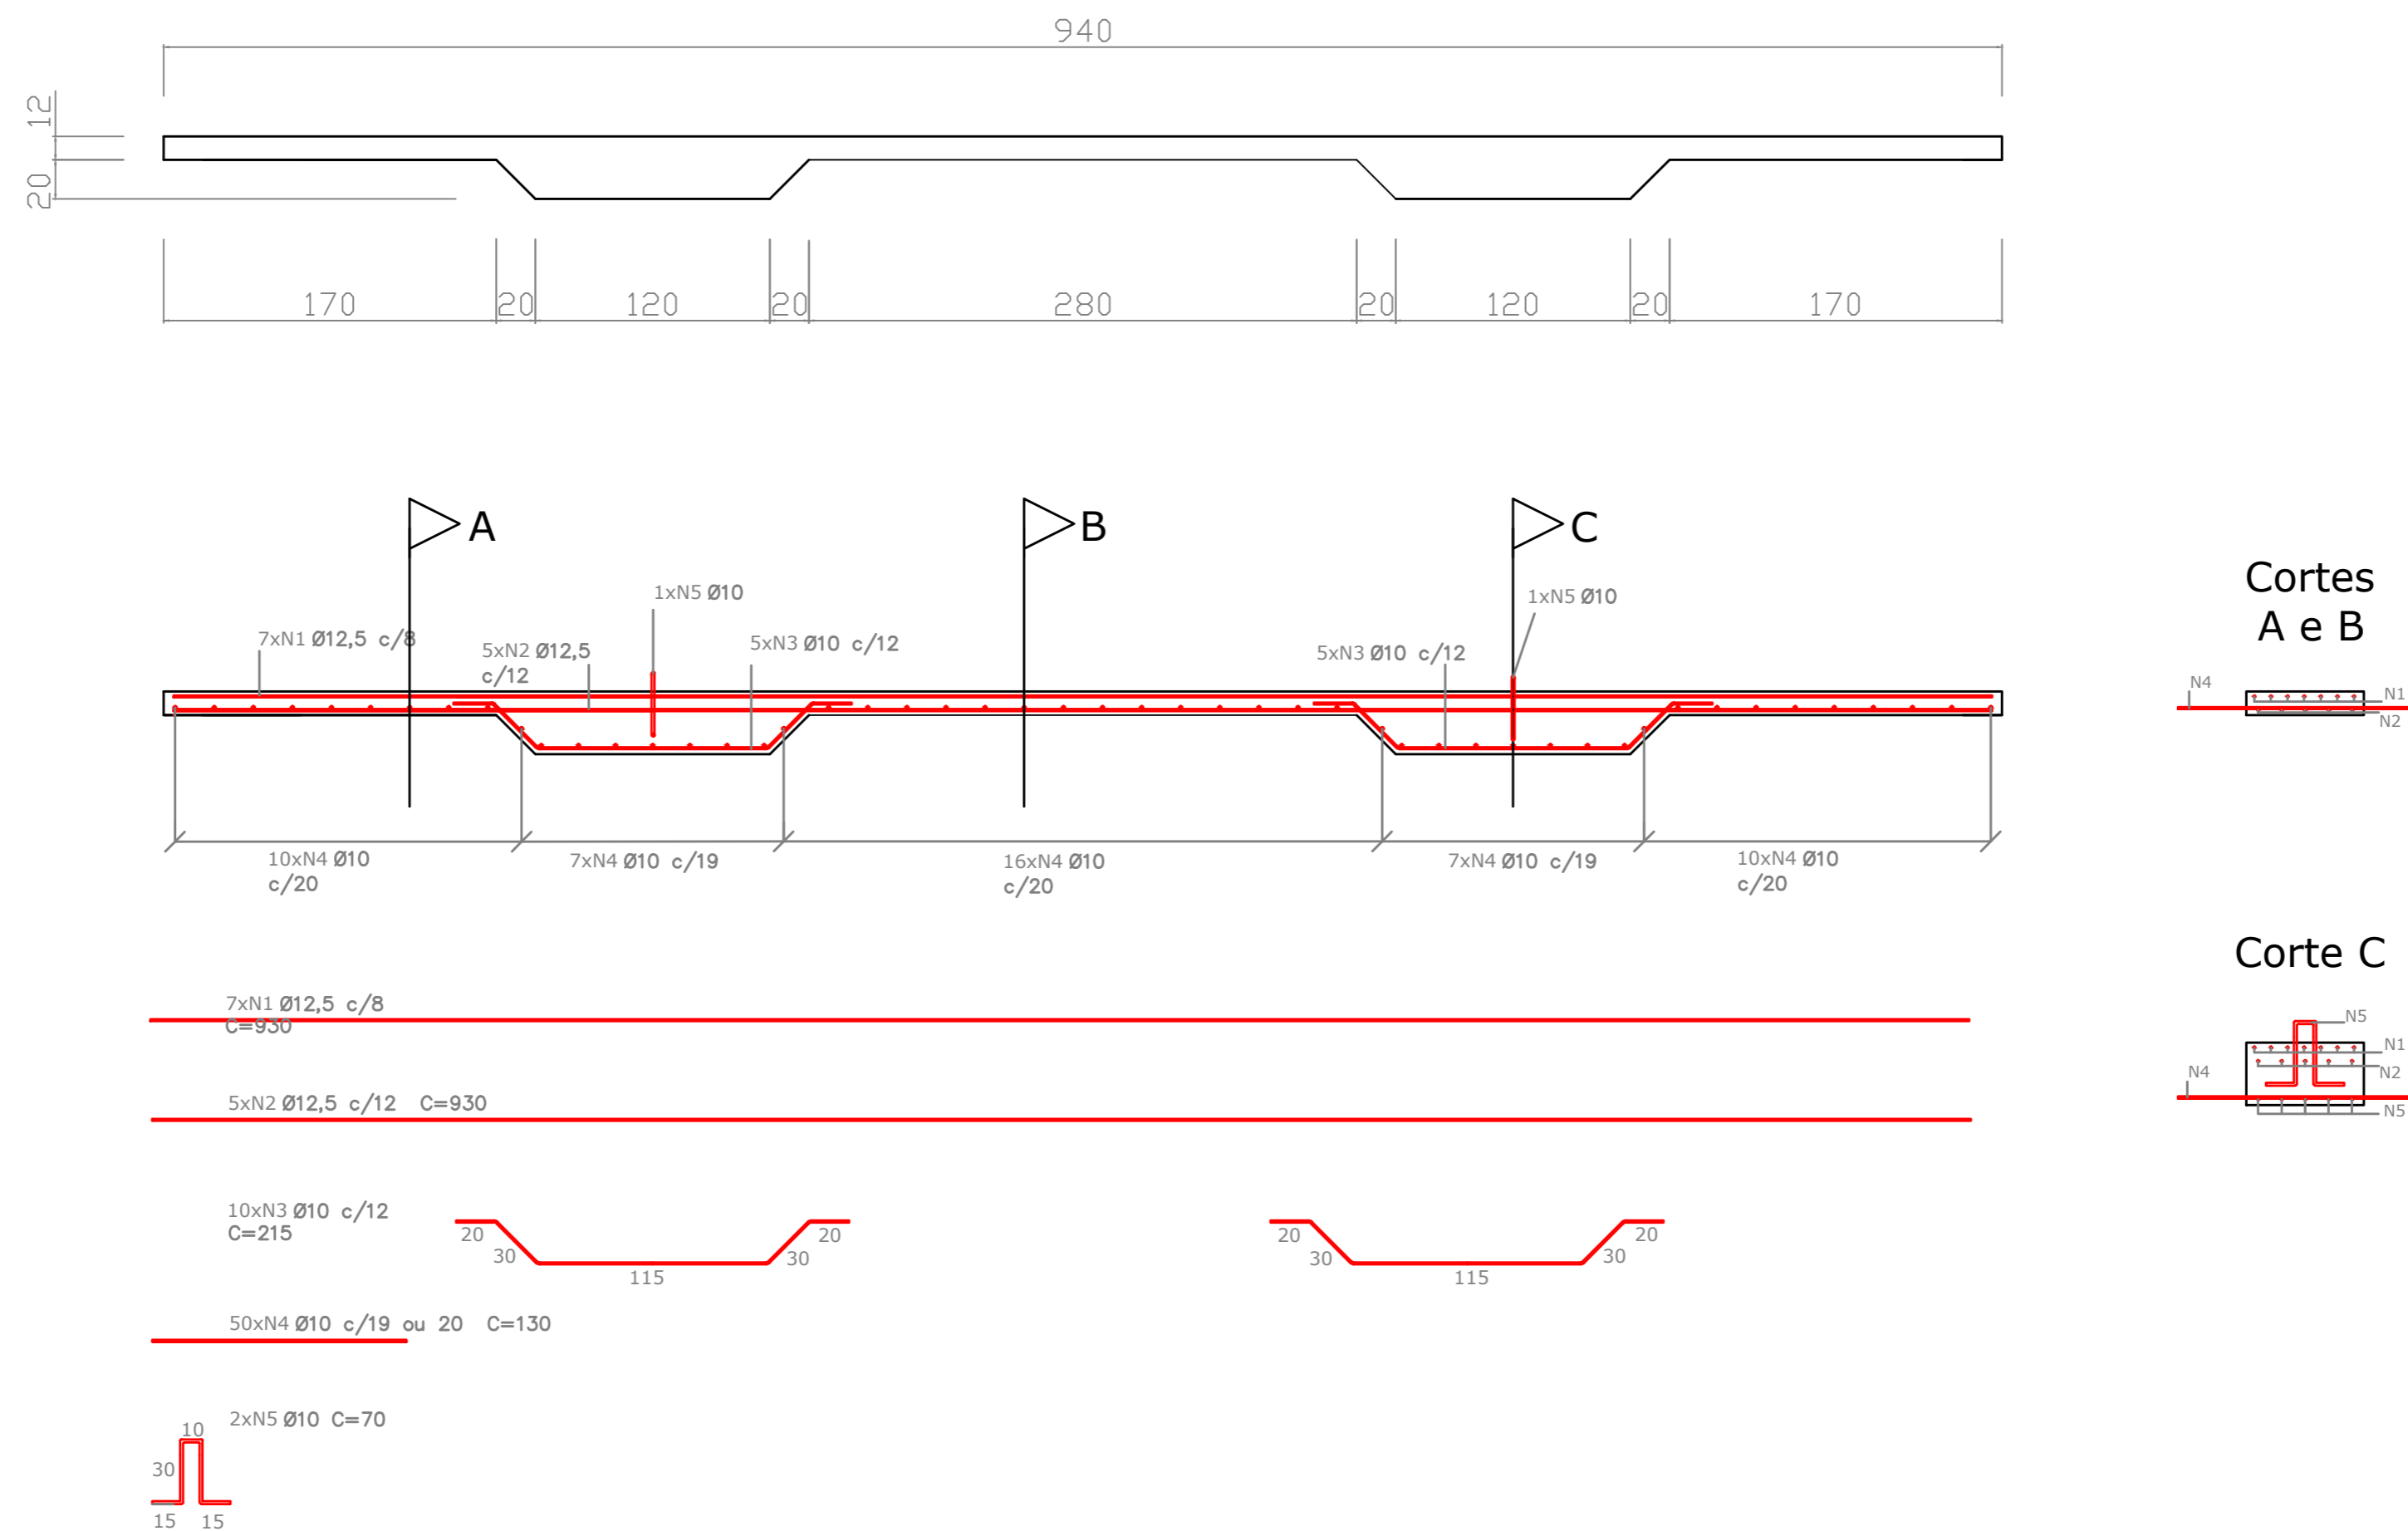 940
12
20
170
20
120
20
280
20
120
20
170
A
B
C
1xN5 Ø10
1xN5 Ø10
7xN1 Ø12,5 c/8
5xN2 Ø12,5
c/12
5xN3 Ø10 c/12
5xN3 Ø10 c/12
10xN4 Ø10
c/20
7xN4 Ø10 c/19
16xN4 Ø10
c/20
7xN4 Ø10 c/19
10xN4 Ø10
c/20
Cortes
A e B
N4
N1
N2
Corte C
N5
N1
N2
N4
N5
7xN1 Ø12,5 c/8
C=930
5xN2 Ø12,5 c/12 C=930
10xN3 Ø10 c/12
C=215
20
30
115
30
20
20
30
115
30
20
50xN4 Ø10 c/19 ou 20 C=130
2xN5 Ø10 C=70
10
30
15
15